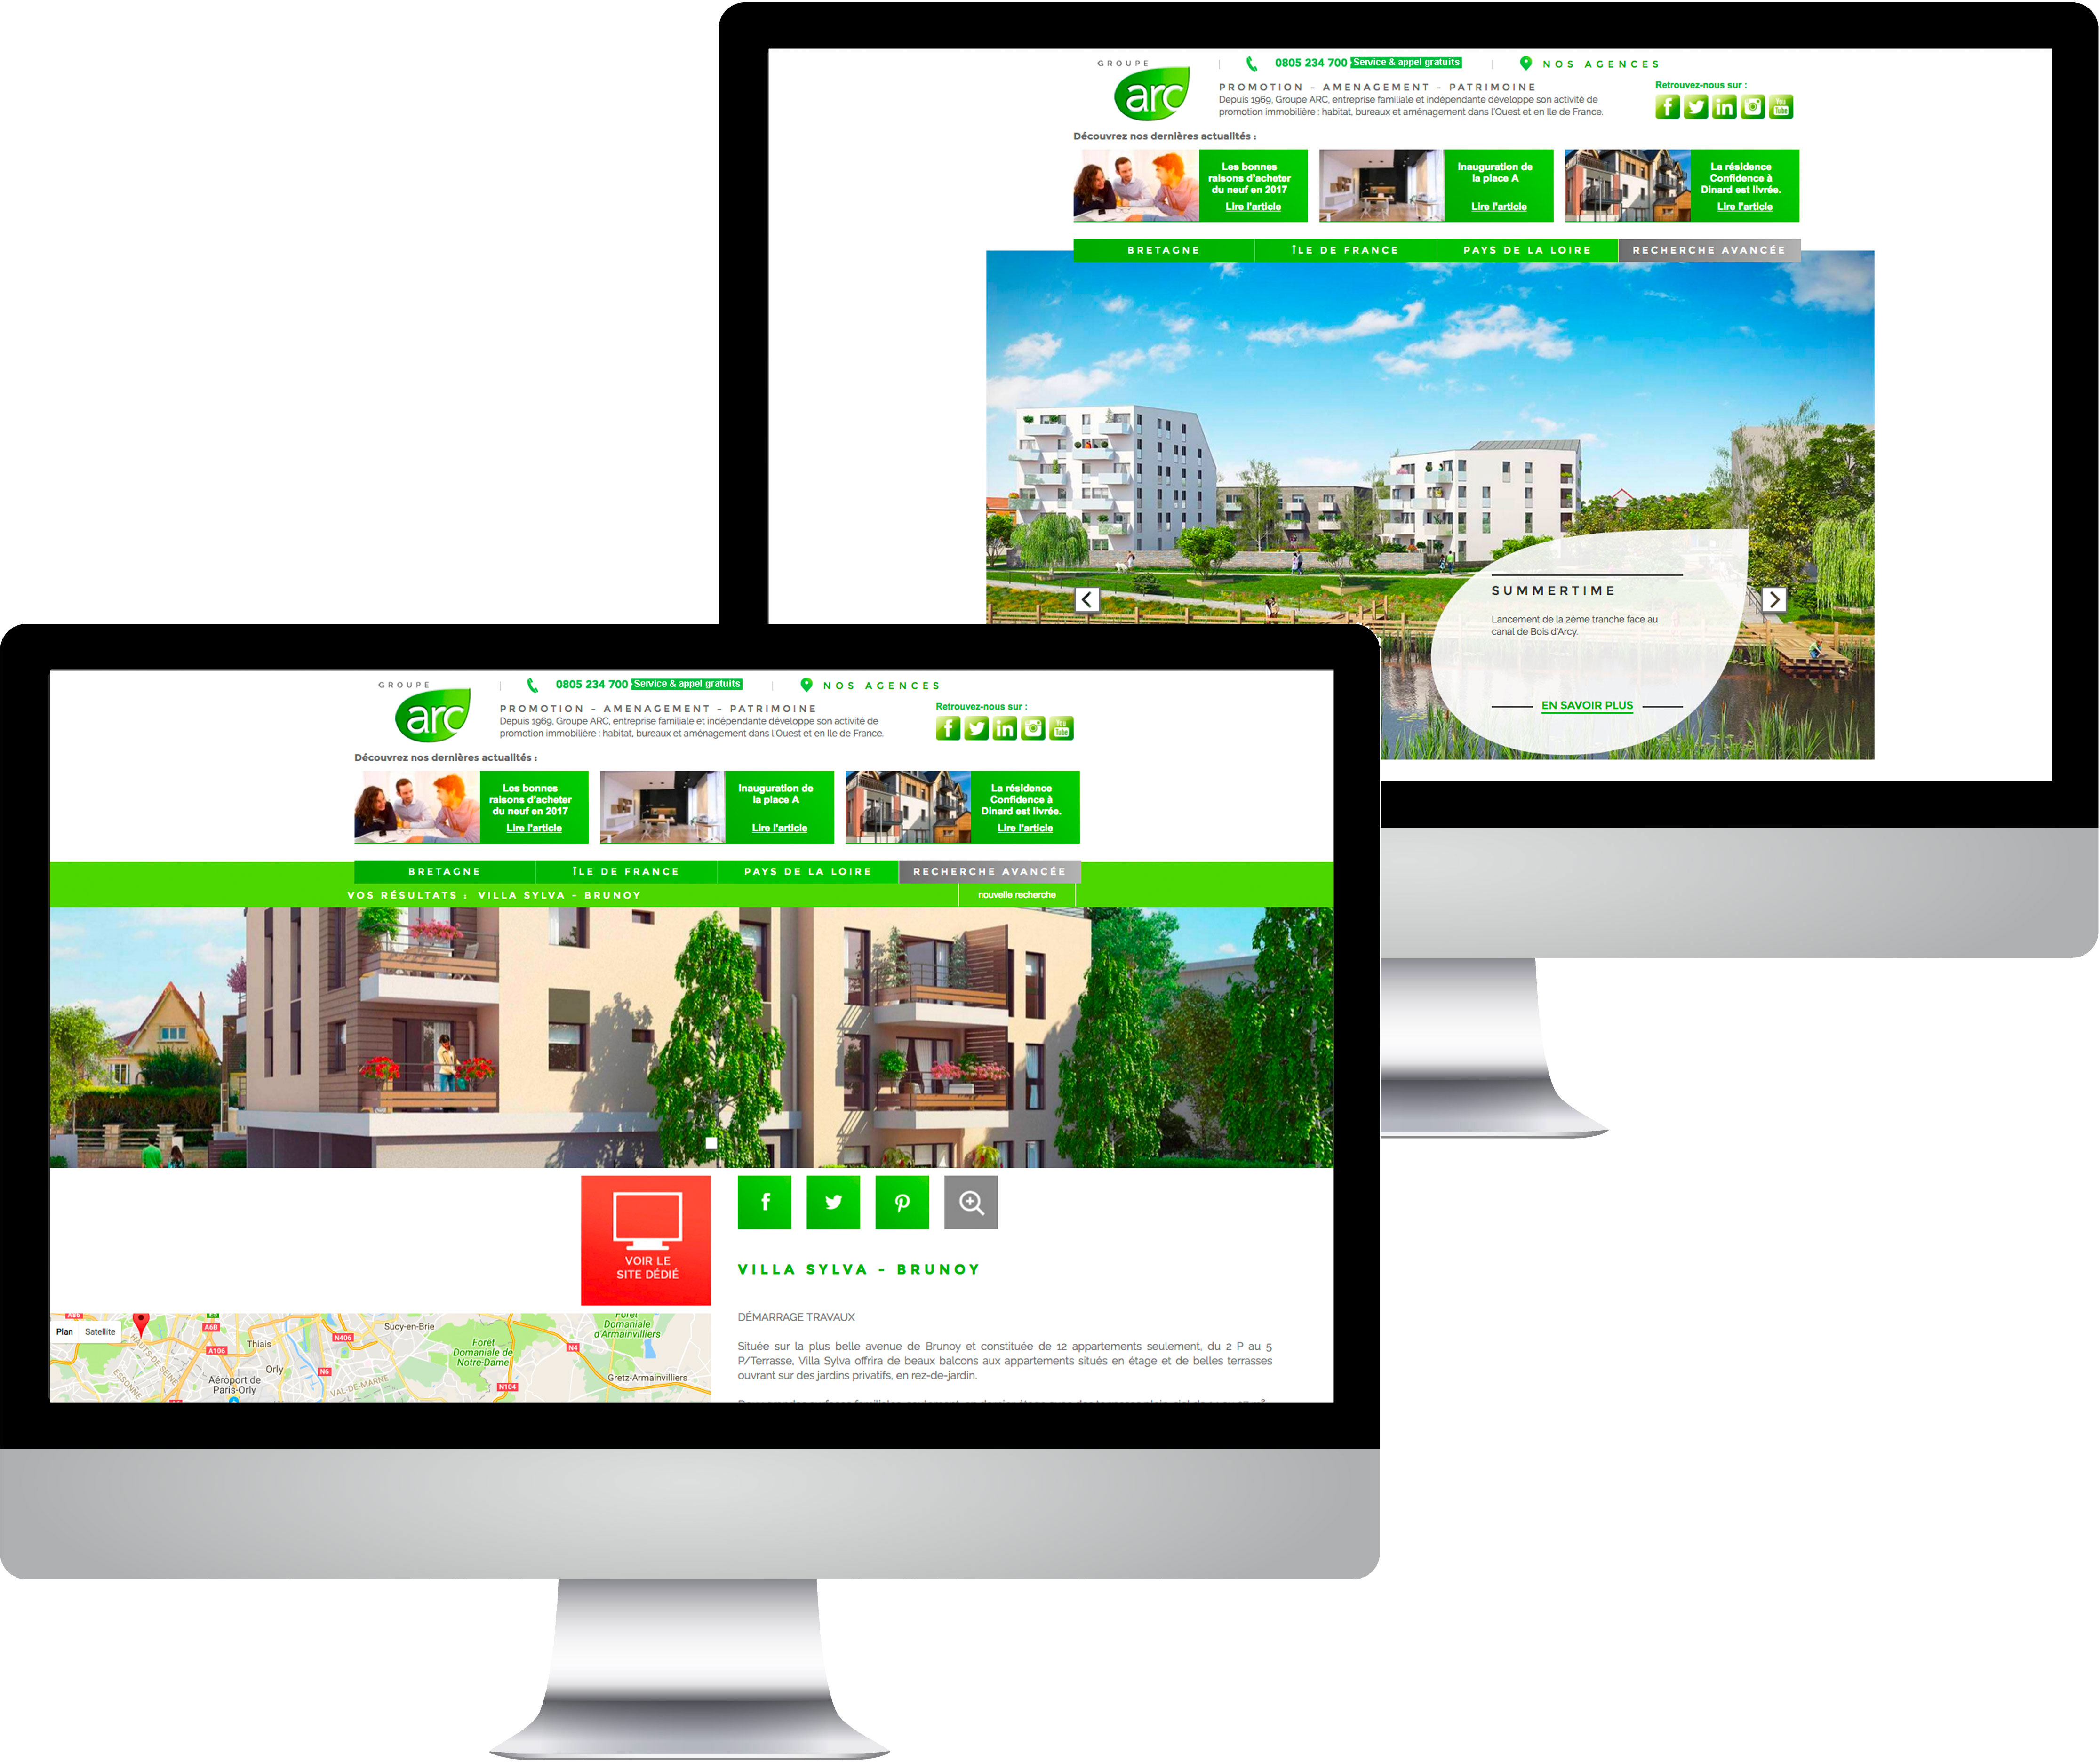 GROUPE
arc
0805 234 700 Service & appel gratuits
NOS AGENCES
PROMOTION - AMENAGEMENT - PATRIMOINE
Depuis 1969, Groupe ARC, entreprise familiale et indépendante développe son activité de
promotion immobilière : habitat, bureaux et aménagement dans l'Ouest et en Ile de France.
Retrouvez-nous sur :
You
Tube
Découvrez nos dernières actualités :
Les bonnes
raisons d'acheter
du neuf en 2017
Lire l'article
Inauguration de
la place A
Lire l'article
La résidence
Confidence à
Dinard est livrée.
Lire l'article
BRETAGNE
ÎLE DE FRANCE
PAYS DE LA LOIRE
RECHERCHE AVANCÉE
SUMMERTIME
Lancement de la 2ème tranche face au
canal de Bois d'Arcy.
EN SAVOIR PLUS
GROUPE
arc
0805 234 700 Service & appel gratuits
NOS AGENCES
PROMOTION - AMENAGEMENT - PATRIMOINE
Depuis 1969, Groupe ARC, entreprise familiale et indépendante développe son activité de
promotion immobilière : habitat, bureaux et aménagement dans l'Ouest et en Ile de France.
Retrouvez-nous sur :
You
Tube
Découvrez nos dernières actualités :
Les bonnes
raisons d'acheter
du neuf en 2017
Lire l'article
Inauguration de
la place A
Lire l'article
La résidence
Confidence à
Dinard est livrée.
Lire l'article
BRETAGNE
ÎLE DE FRANCE
PAYS DE LA LOIRE
RECHERCHE AVANCÉE
VOS RÉSULTATS : VILLA SYLVA - BRUNOY
nouvelle recherche
VOIR LE
SITE DÉDIÉ
VILLA SYLVA - BRUNOY
DÉMARRAGE TRAVAUX
Située sur la plus belle avenue de Brunoy et constituée de 12 appartements seulement, du 2 P au 5
P/Terrasse, Villa Sylva offrira de beaux balcons aux appartements situés en étage et de belles terrasses
ouvrant sur des jardins privatifs, en rez-de-jardin.
Plan
Satellite
A6B
A106
Thiais
Orly
Aéroport de
Paris-Orly
HAUTS-DE-SEINE
ESSONNE
VAL-DE-MARNE
N406
N6
Sucy-en-Brie
Forêt
Domaniale de
Notre-Dame
N104
N4
Forêt
Domaniale
d'Armainvilliers
Gretz-Armainvilliers